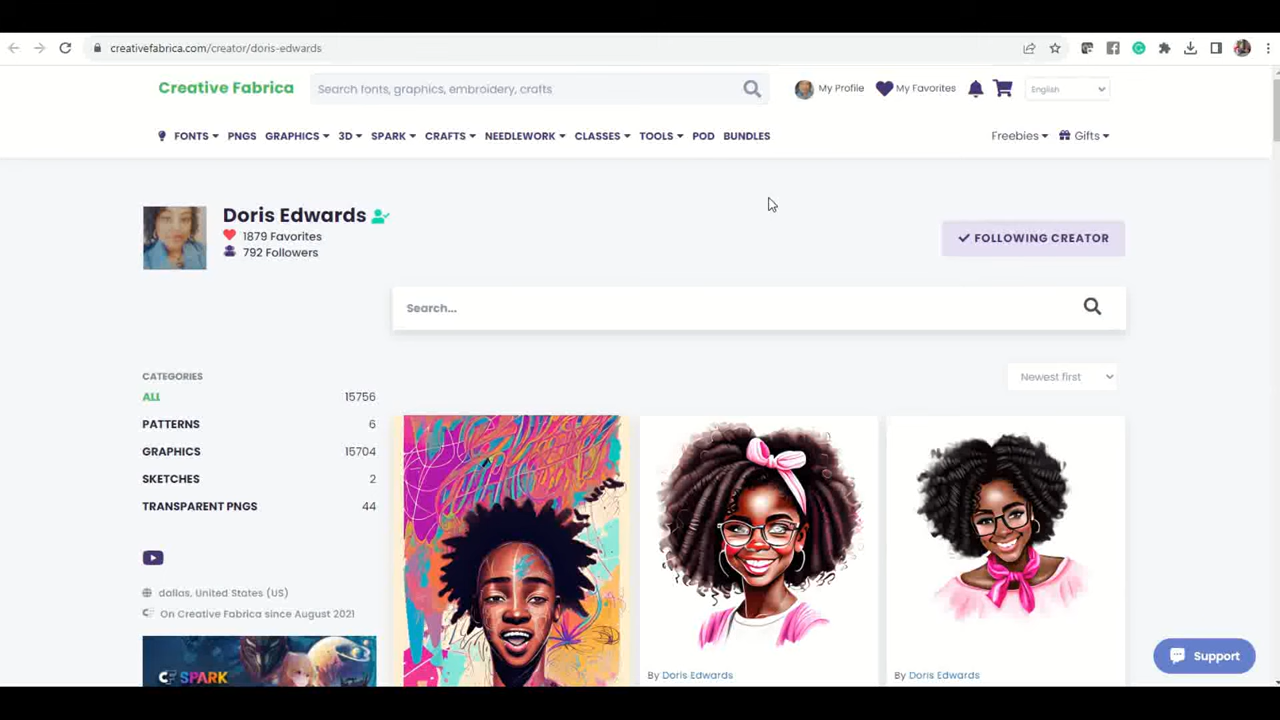 creativefabrica.com/creator/doris-edwards
Creative Fabrica
Search fonts, graphics, embroidery, crafts
My Profile
My Favorites
English
FONTS
PNGS
GRAPHICS
3D
SPARK
CRAFTS
NEEDLEWORK
CLASSES
TOOLS
POD
BUNDLES
Freebies
Gifts
Doris Edwards
1879 Favorites
792 Followers
FOLLOWING CREATOR
Search...
CATEGORIES
Newest first
ALL 15756
PATTERNS 6
GRAPHICS 15704
SKETCHES 2
TRANSPARENT PNGS 44
dallas, United States (US)
CF On Creative Fabrica since August 2021
CF SPARK
By Doris Edwards
By Doris Edwards
Support